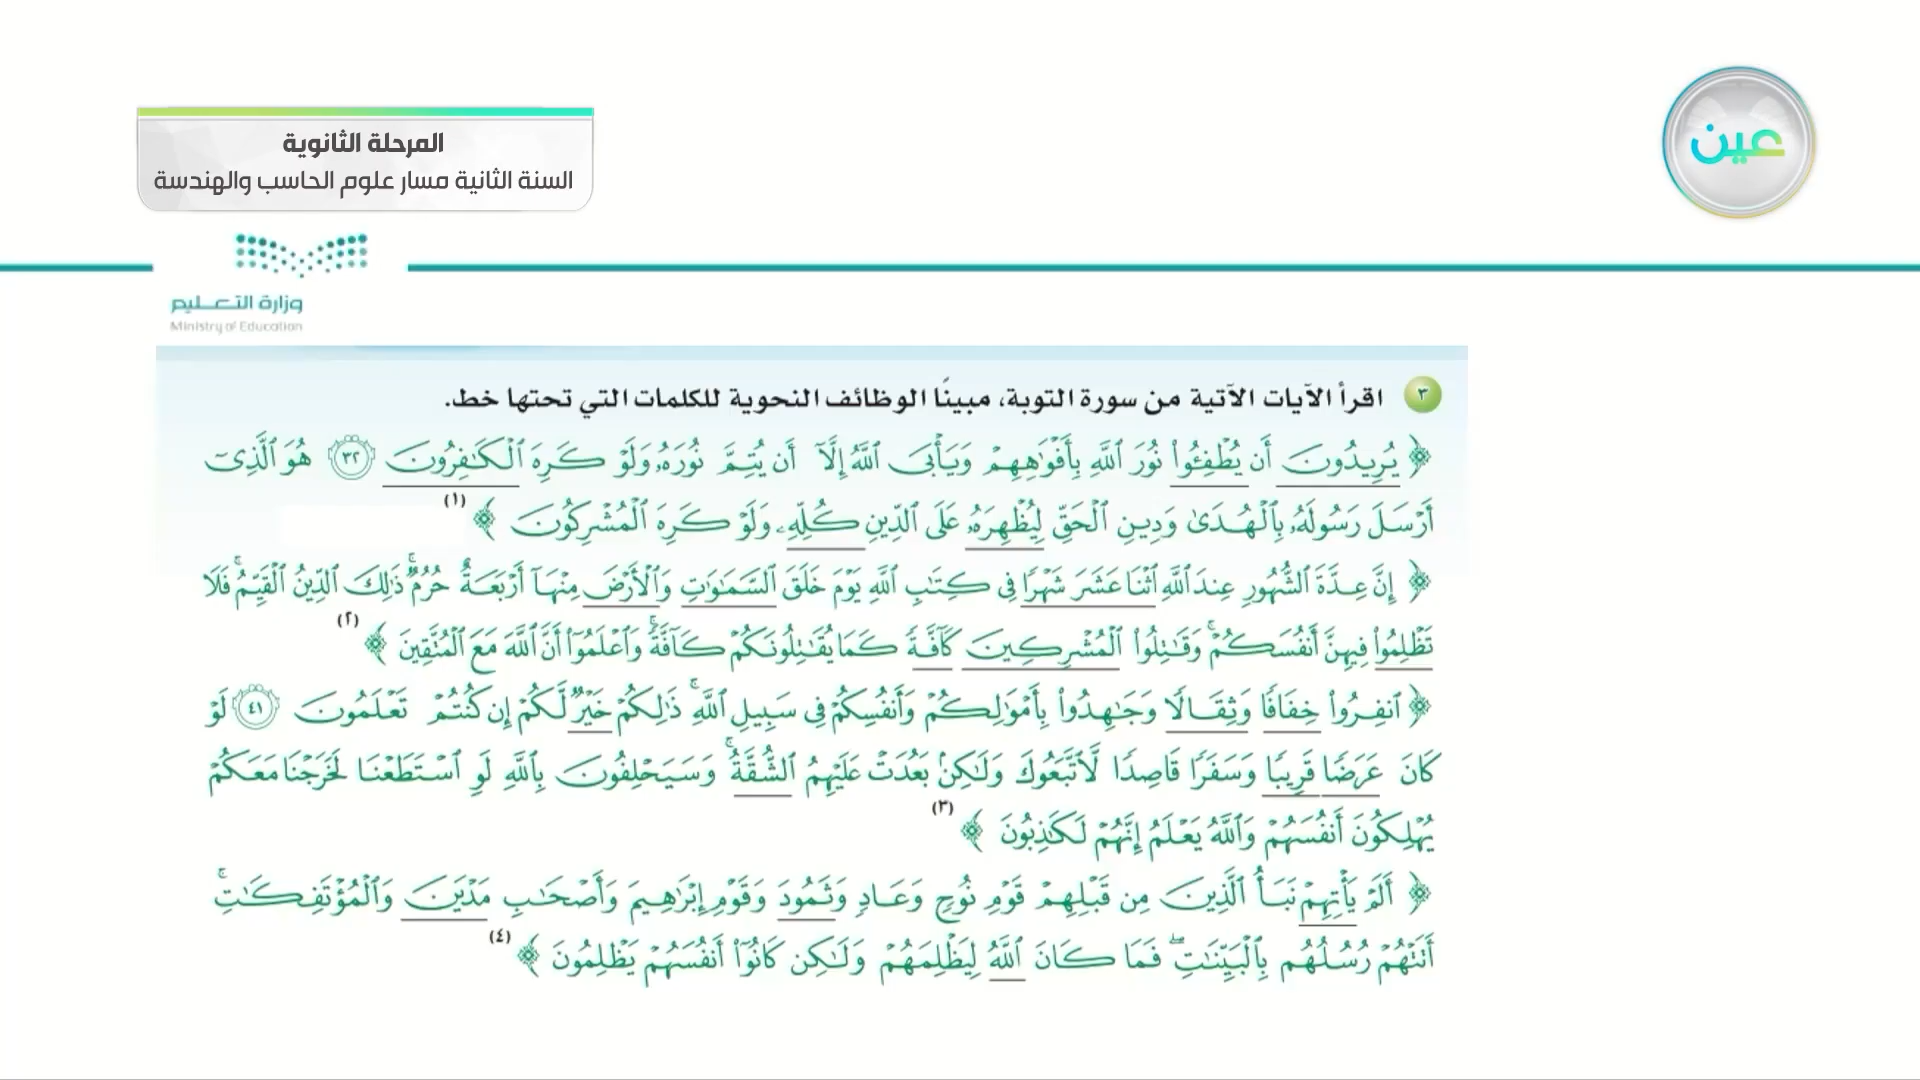 المرحلة الثانوية
السنة الثانية مسار علوم الحاسب والهندسة
عين
وزارة التعـــليم
Ministry of Education
٣ اقرأ الآيات الآتية من سورة التوبة، مبينًا الوظائف النحوية للكلمات التي تحتها خط.
﴿ يُرِيدُونَ أَن يُطْفِـُٔوا۟ نُورَ ٱللَّهِ بِأَفْوَٰهِهِمْ وَيَأْبَى ٱللَّهُ إِلَّآ أَن يُتِمَّ نُورَهُۥ وَلَوْ كَرِهَ ٱلْكَٰفِرُونَ ٣٢ هُوَ ٱلَّذِىٓ
أَرْسَلَ رَسُولَهُۥ بِٱلْهُدَىٰ وَدِينِ ٱلْحَقِّ لِيُظْهِرَهُۥ عَلَى ٱلدِّينِ كُلِّهِۦ وَلَوْ كَرِهَ ٱلْمُشْرِكُونَ ﴾ (١)
﴿ إِنَّ عِدَّةَ ٱلشُّهُورِ عِندَ ٱللَّهِ ٱثْنَا عَشَرَ شَهْرًا فِى كِتَٰبِ ٱللَّهِ يَوْمَ خَلَقَ ٱلسَّمَٰوَٰتِ وَٱلْأَرْضَ مِنْهَآ أَرْبَعَةٌ حُرُمٌ ۚ ذَٰلِكَ ٱلدِّينُ ٱلْقَيِّمُ ۚ فَلَا
تَظْلِمُوا۟ فِيهِنَّ أَنفُسَكُمْ ۚ وَقَٰتِلُوا۟ ٱلْمُشْرِكِينَ كَآفَّةً كَمَا يُقَٰتِلُونَكُمْ كَآفَّةً ۚ وَٱعْلَمُوٓا۟ أَنَّ ٱللَّهَ مَعَ ٱلْمُتَّقِينَ ﴾ (٢)
﴿ ٱنفِرُوا۟ خِفَافًا وَثِقَالًا وَجَٰهِدُوا۟ بِأَمْوَٰلِكُمْ وَأَنفُسِكُمْ فِى سَبِيلِ ٱللَّهِ ۚ ذَٰلِكُمْ خَيْرٌ لَّكُمْ إِن كُنتُمْ تَعْلَمُونَ ٤١ لَوْ
كَانَ عَرَضًا قَرِيبًا وَسَفَرًا قَاصِدًا لَّٱتَّبَعُوكَ وَلَٰكِنۢ بَعُدَتْ عَلَيْهِمُ ٱلشُّقَّةُ ۚ وَسَيَحْلِفُونَ بِٱللَّهِ لَوِ ٱسْتَطَعْنَا لَخَرَجْنَا مَعَكُمْ
يُهْلِكُونَ أَنفُسَهُمْ وَٱللَّهُ يَعْلَمُ إِنَّهُمْ لَكَٰذِبُونَ ﴾ (٣)
﴿ أَلَمْ يَأْتِهِمْ نَبَأُ ٱلَّذِينَ مِن قَبْلِهِمْ قَوْمِ نُوحٍ وَعَادٍ وَثَمُودَ وَقَوْمِ إِبْرَٰهِيمَ وَأَصْحَٰبِ مَدْيَنَ وَٱلْمُؤْتَفِكَٰتِ ۚ
أَتَتْهُمْ رُسُلُهُم بِٱلْبَيِّنَٰتِ ۖ فَمَا كَانَ ٱللَّهُ لِيَظْلِمَهُمْ وَلَٰكِن كَانُوٓا۟ أَنفُسَهُمْ يَظْلِمُونَ ﴾ (٤)